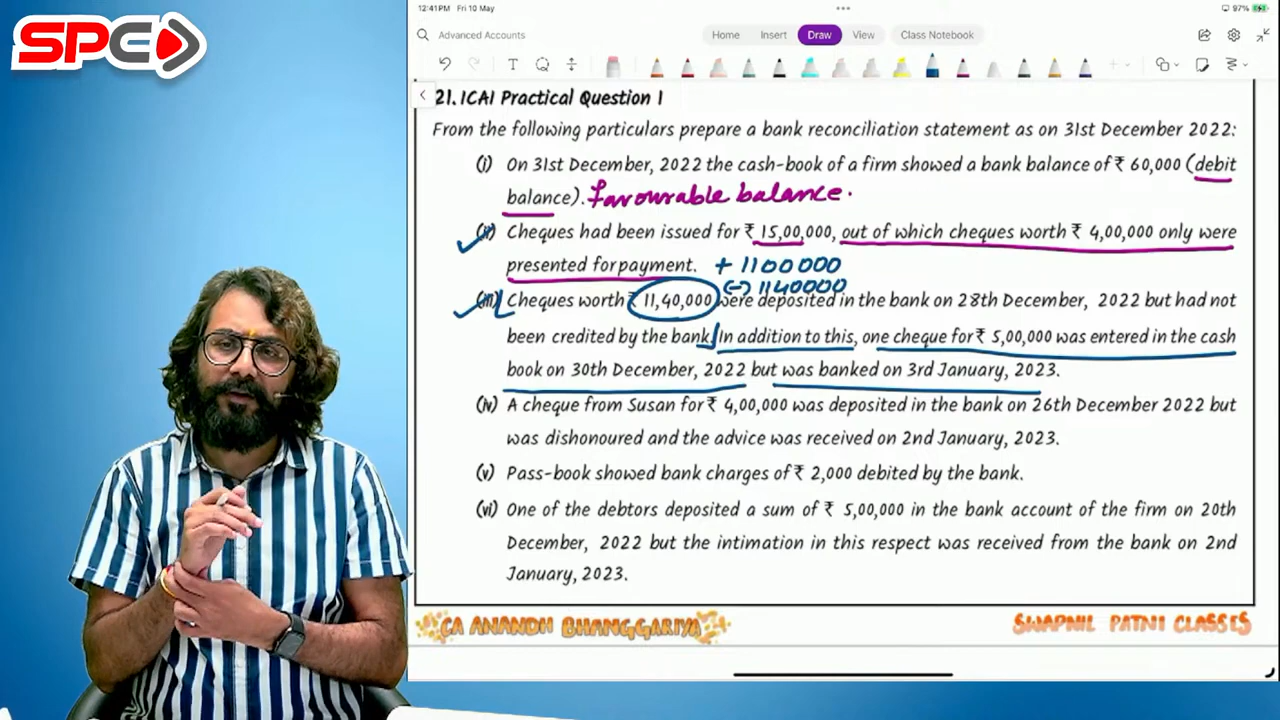 SPC
12:41PM Fri 10 May
97%
Advanced Accounts
Home Insert Draw View Class Notebook
21. ICAI Practical Question 1
From the following particulars prepare a bank reconciliation statement as on 31st December 2022:
(i) On 31st December, 2022 the cash-book of a firm showed a bank balance of ₹ 60,000 (debit
balance). favourable balance.
(ii) Cheques had been issued for ₹ 15,00,000, out of which cheques worth ₹ 4,00,000 only were
presented for payment. + 1100000
(-) 1140000
(iii) Cheques worth ₹ 11,40,000 were deposited in the bank on 28th December, 2022 but had not
been credited by the bank. In addition to this, one cheque for ₹ 5,00,000 was entered in the cash
book on 30th December, 2022 but was banked on 3rd January, 2023.
(iv) A cheque from Susan for ₹ 4,00,000 was deposited in the bank on 26th December 2022 but
was dishonoured and the advice was received on 2nd January, 2023.
(v) Pass-book showed bank charges of ₹ 2,000 debited by the bank.
(vi) One of the debtors deposited a sum of ₹ 5,00,000 in the bank account of the firm on 20th
December, 2022 but the intimation in this respect was received from the bank on 2nd
January, 2023.
CA ANANDH BHANGGARIYA
SWAPNIL PATNI CLASSES